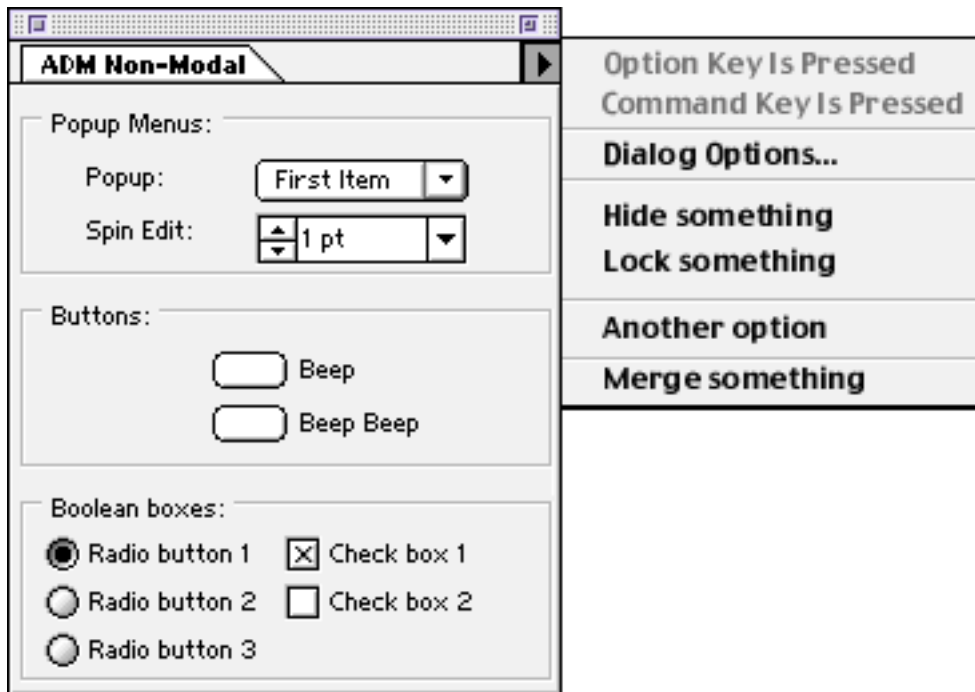 ADM Non-Modal
Popup Menus:
Popup: First Item
Spin Edit: 1 pt
Buttons:
Beep
Beep Beep
Boolean boxes:
Radio button 1 Check box 1
Radio button 2 Check box 2
Radio button 3
Option Key Is Pressed
Command Key Is Pressed
Dialog Options...
Hide something
Lock something
Another option
Merge something